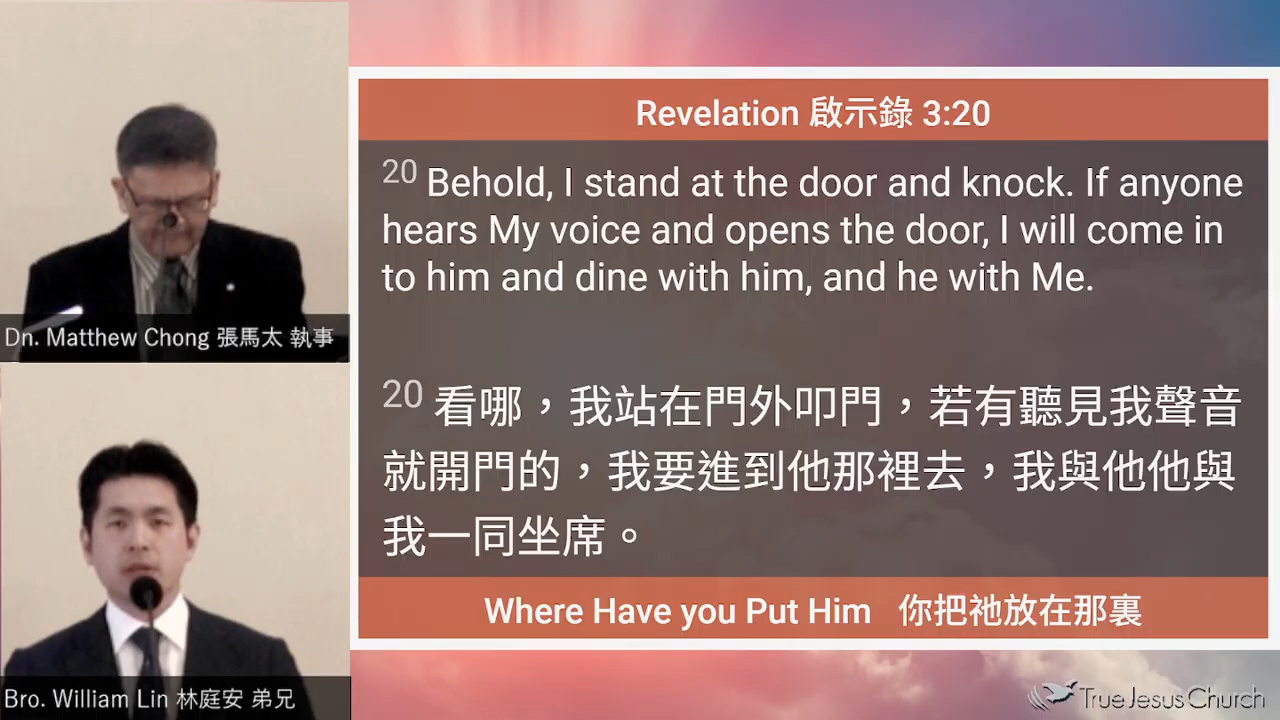 Revelation 啟示錄 3:20
20 Behold, I stand at the door and knock. If anyone
hears My voice and opens the door, I will come in
to him and dine with him, and he with Me.
20 看哪，我站在門外叩門，若有聽見我聲音
就開門的，我要進到他那裡去，我與他他與
我一同坐席。
Where Have you Put Him 你把祂放在那裏
Dn. Matthew Chong 張馬太 執事
Bro. William Lin 林庭安 弟兄
True Jesus Church